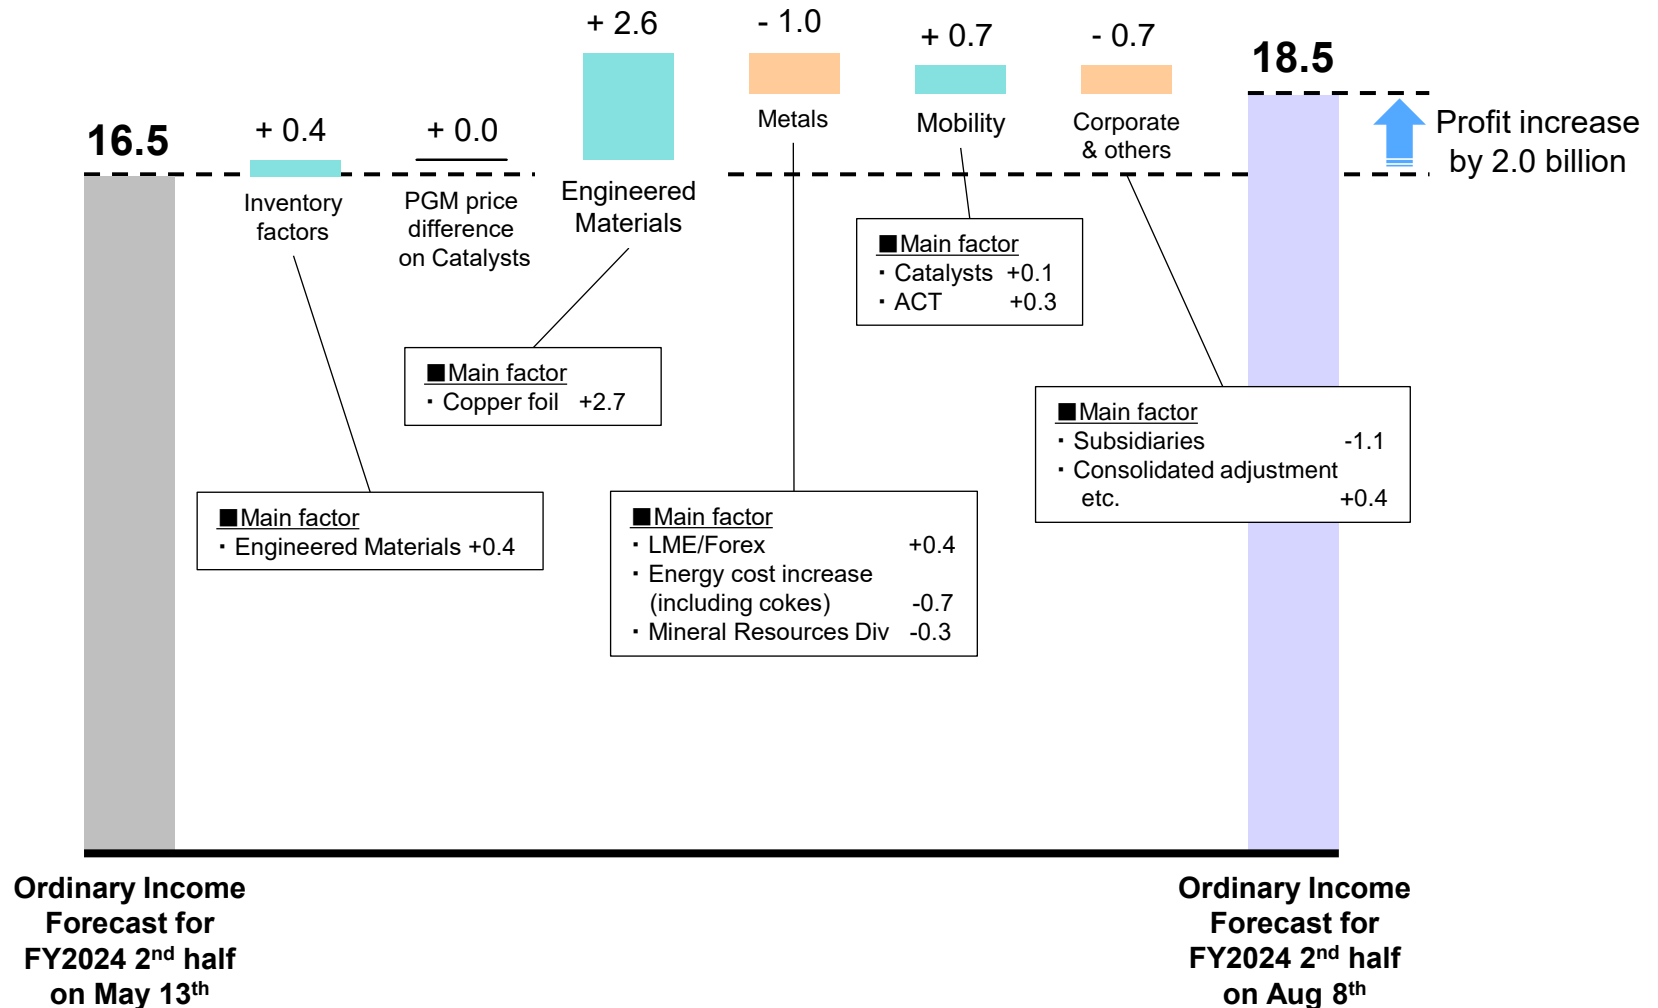 + 2.6
- 1.0
+ 0.7
- 0.7
18.5
16.5
+ 0.4
+ 0.0
Metals
Mobility
Corporate
& others
Profit increase
by 2.0 billion
Inventory
factors
PGM price
difference
on Catalysts
Engineered
Materials
■Main factor
・Catalysts +0.1
・ACT +0.3
■Main factor
・Copper foil +2.7
■Main factor
・Subsidiaries -1.1
・Consolidated adjustment
etc. +0.4
■Main factor
・Engineered Materials +0.4
■Main factor
・LME/Forex +0.4
・Energy cost increase
(including cokes) -0.7
・Mineral Resources Div -0.3
Ordinary Income
Forecast for
FY2024 2nd half
on May 13th
Ordinary Income
Forecast for
FY2024 2nd half
on Aug 8th